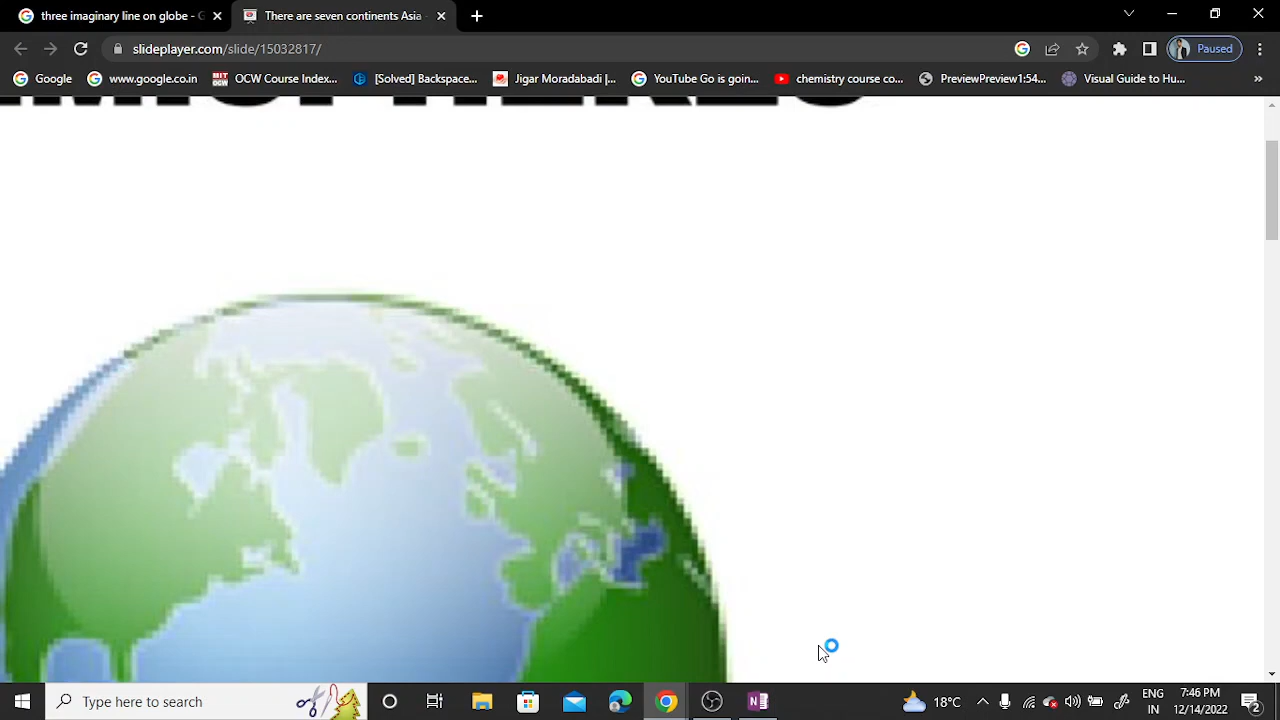 three imaginary line on globe - G
There are seven continents Asia -
slideplayer.com/slide/15032817/
Paused
Google
www.google.co.in
MIT OCW Course Index...
[Solved] Backspace...
Jigar Moradabadi |...
YouTube Go is goin...
chemistry course co...
PreviewPreview1:54...
Visual Guide to Hu...
Type here to search
18°C
ENG
IN
7:46 PM
12/14/2022
2